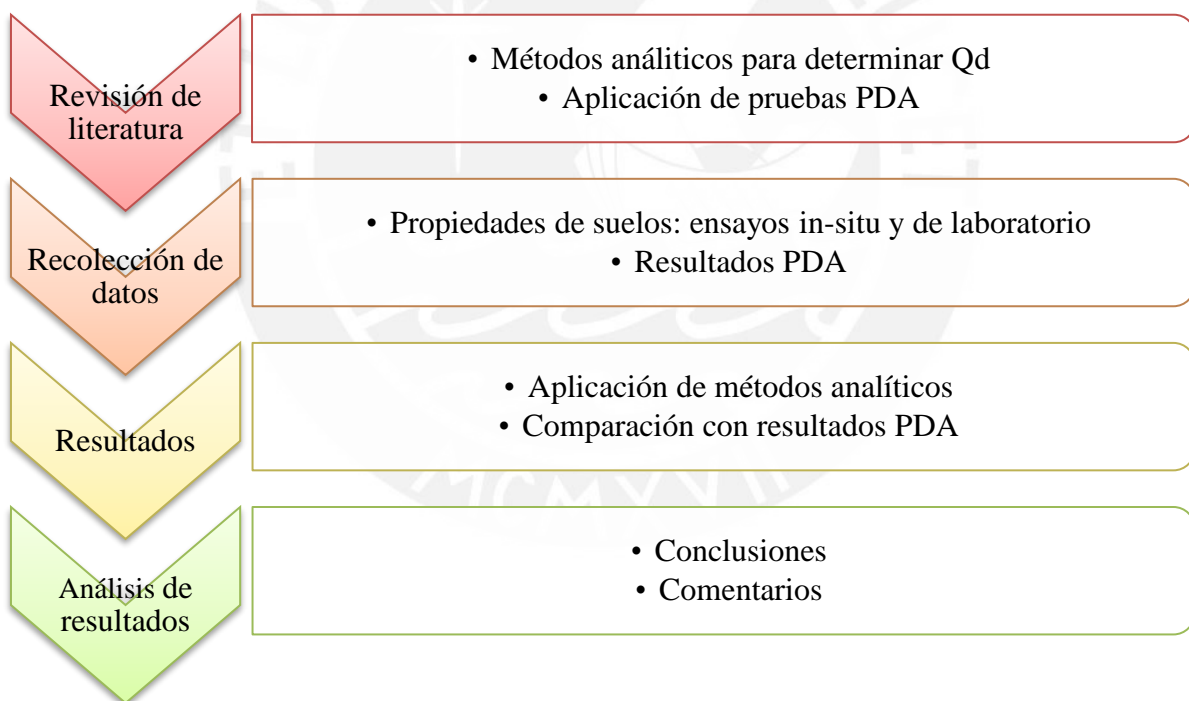 Revisión de
literatura
• Métodos análiticos para determinar Qd
• Aplicación de pruebas PDA
Recolección de
datos
• Propiedades de suelos: ensayos in-situ y de laboratorio
• Resultados PDA
Resultados
• Aplicación de métodos analíticos
• Comparación con resultados PDA
MCMXVII
Análisis de
resultados
• Conclusiones
• Comentarios